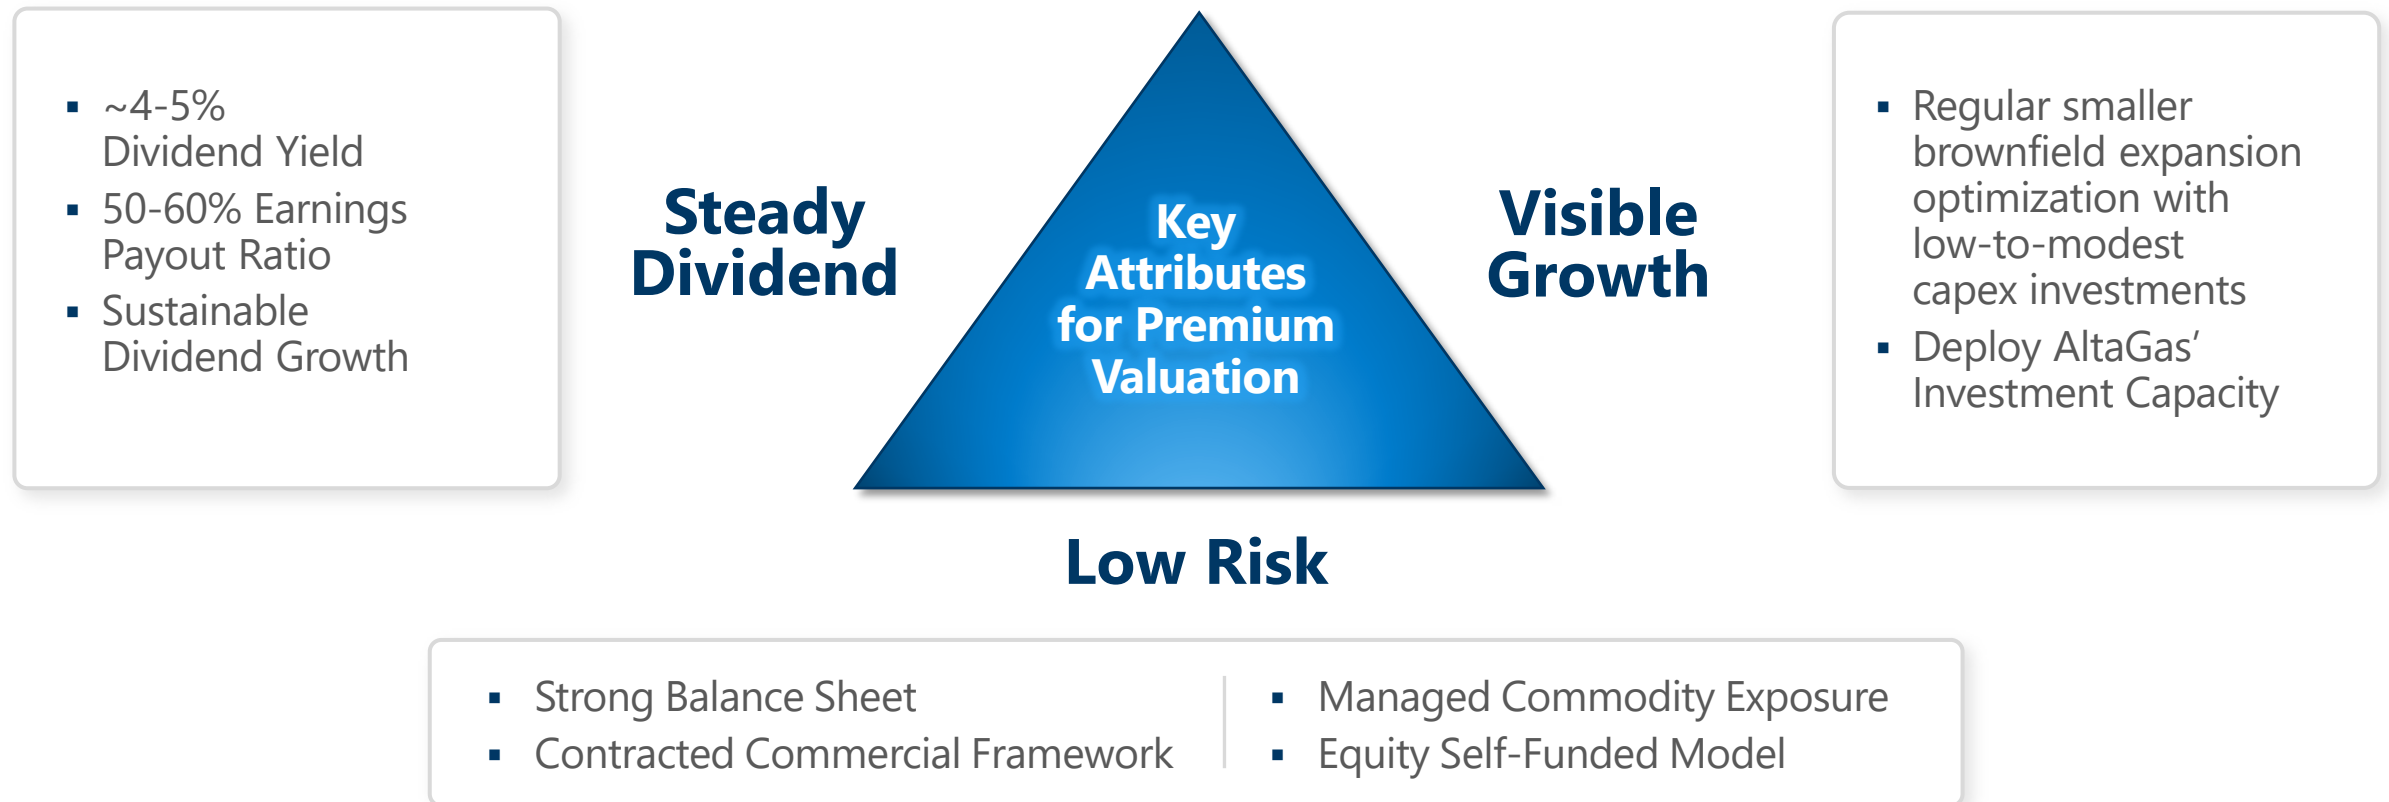 ~4-5%
Dividend Yield
50-60% Earnings
Payout Ratio
Sustainable
Dividend Growth
Steady
Dividend
Key
Attributes
for Premium
Valuation
Visible
Growth
Regular smaller
brownfield expansion
optimization with
low-to-modest
capex investments
Deploy AltaGas’
Investment Capacity
Low Risk
Strong Balance Sheet
Contracted Commercial Framework
Managed Commodity Exposure
Equity Self-Funded Model